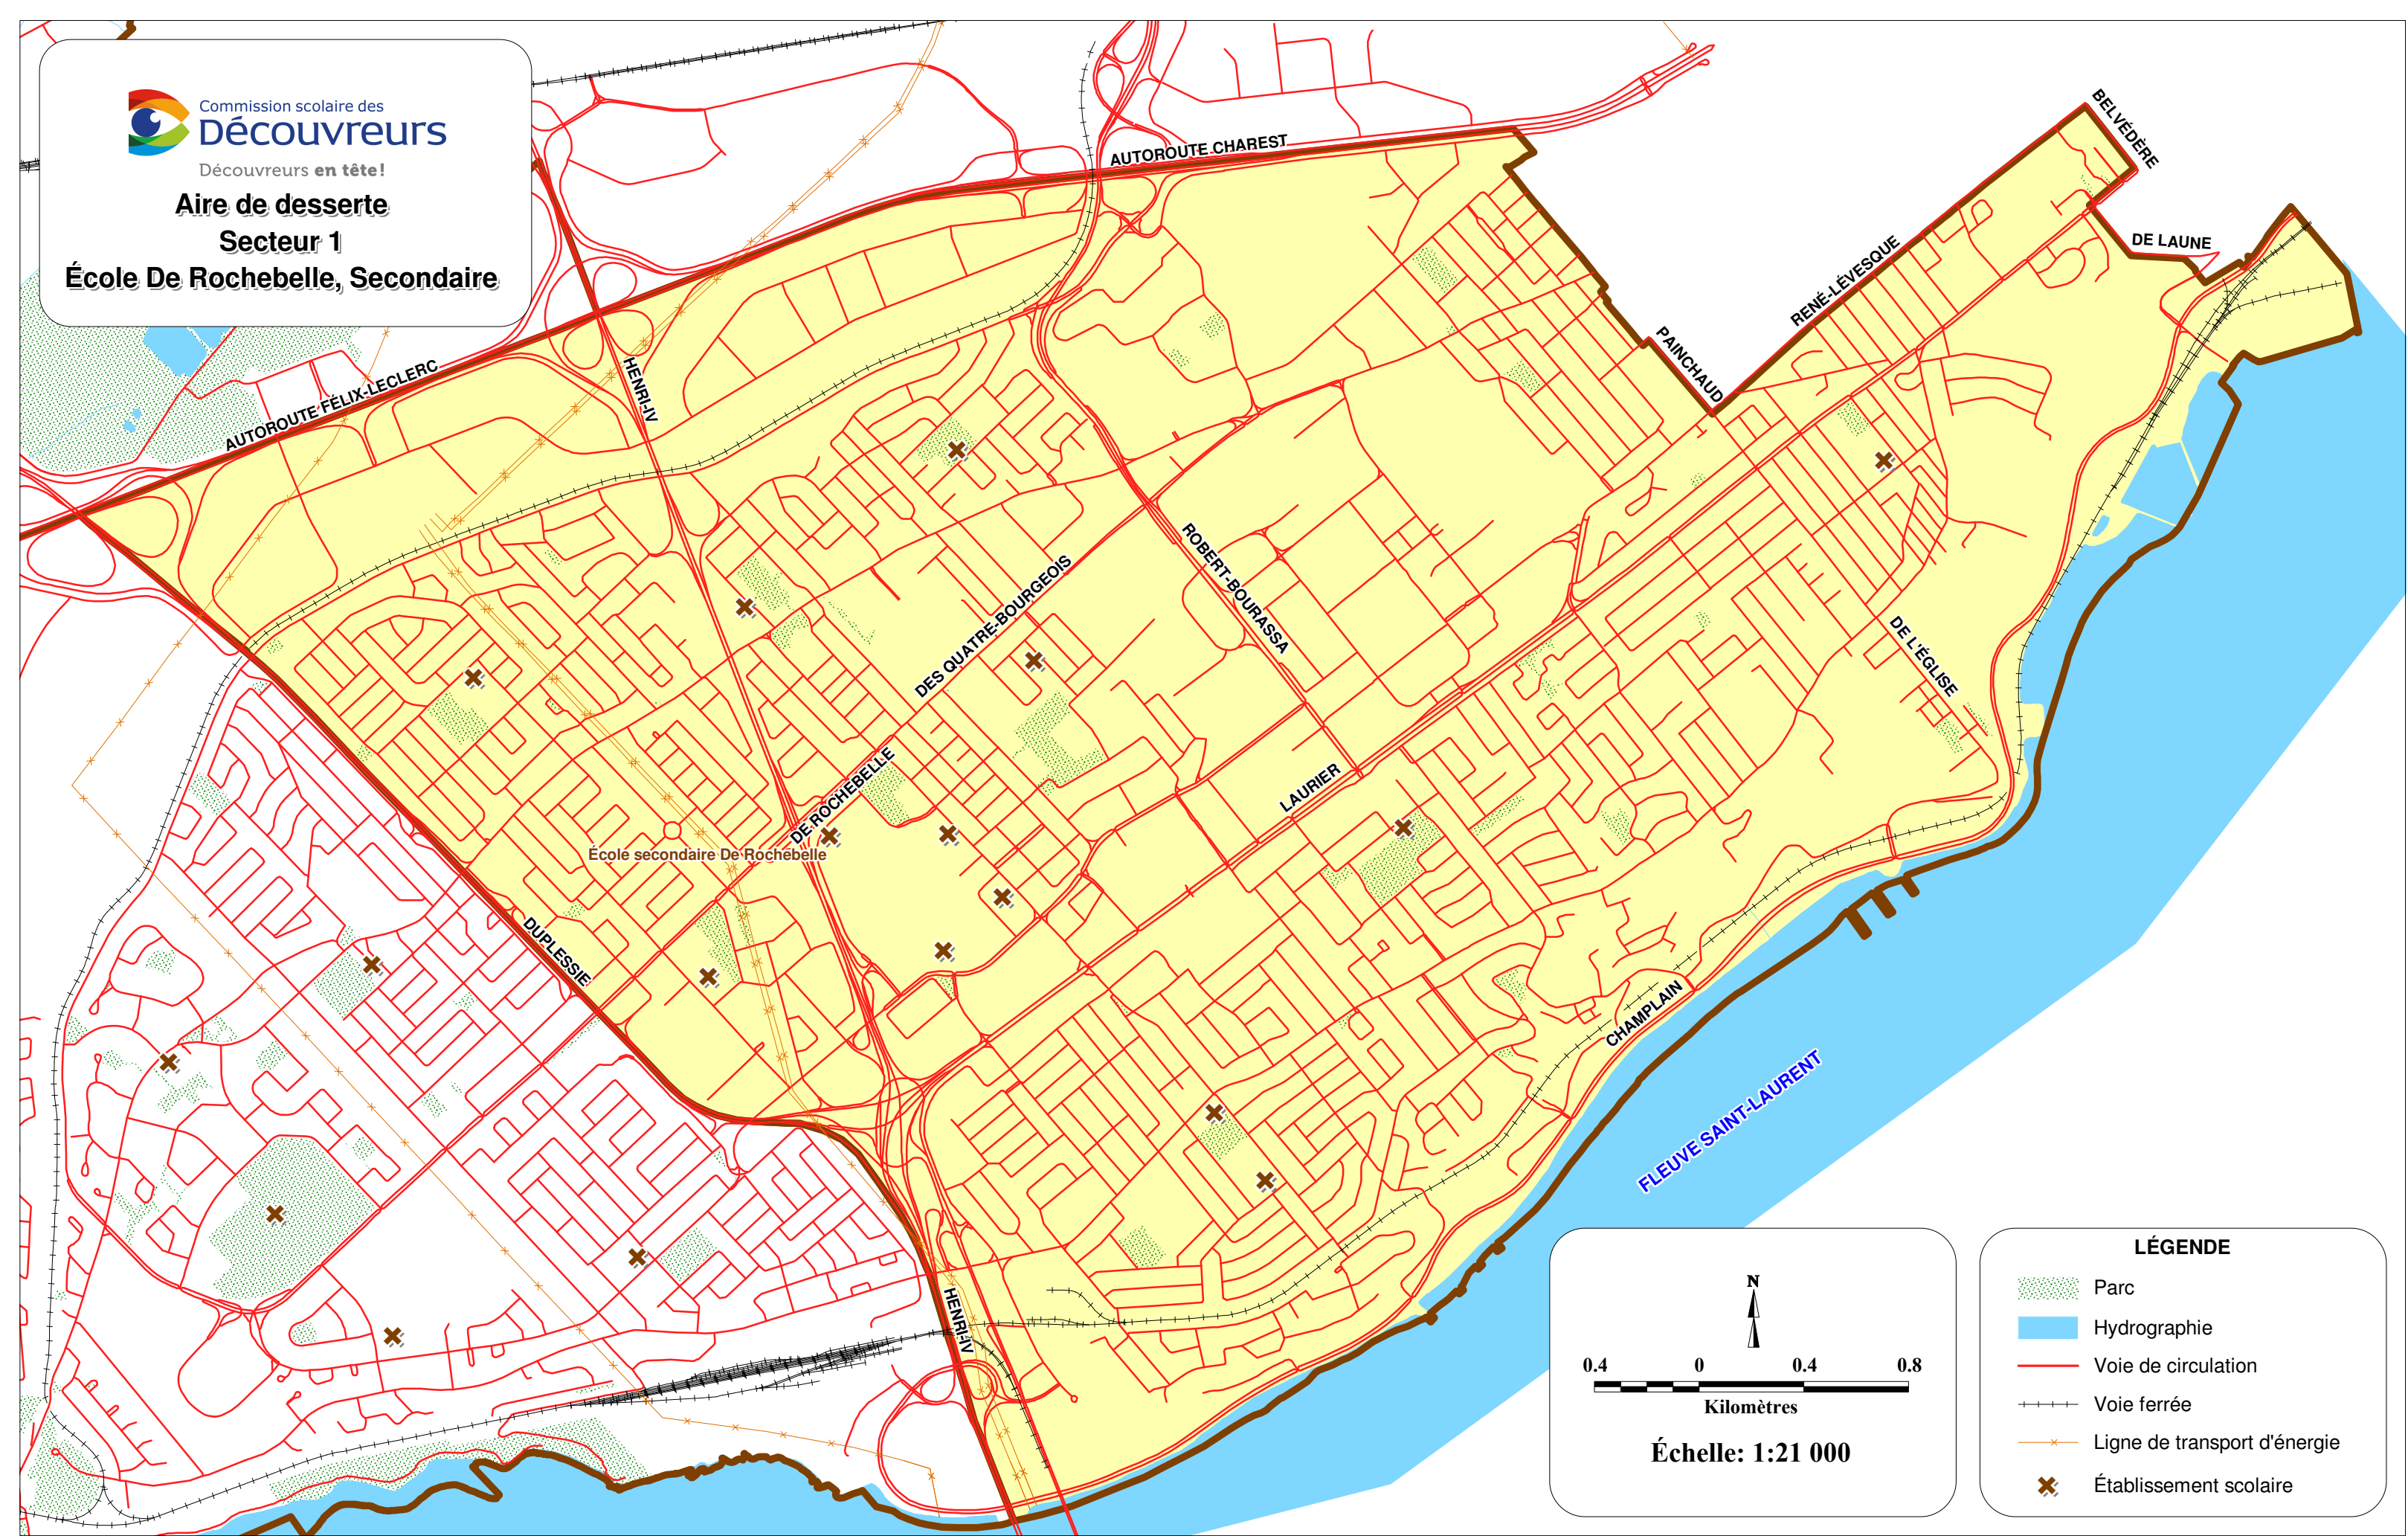 Commission scolaire des
Découvreurs
Découvreurs en tête!
Aire de desserte
Secteur 1
École De Rochebelle, Secondaire
AUTOROUTE CHAREST
BELVÉDÈRE
DE LAUNE
RENÉ-LÉVESQUE
PAINCHAUD
AUTOROUTE FÉLIX-LECLERC
HENRI-IV
ROBERT-BOURASSA
DES QUATRE-BOURGEOIS
DE L'ÉGLISE
DE ROCHEBELLE
LAURIER
École secondaire De Rochebelle
DUPLESSIE
CHAMPLAIN
FLEUVE SAINT-LAURENT
HENRI-IV
N
0.4 0 0.4 0.8
Kilomètres
Échelle: 1:21 000
LÉGENDE
Parc
Hydrographie
Voie de circulation
Voie ferrée
Ligne de transport d'énergie
Établissement scolaire